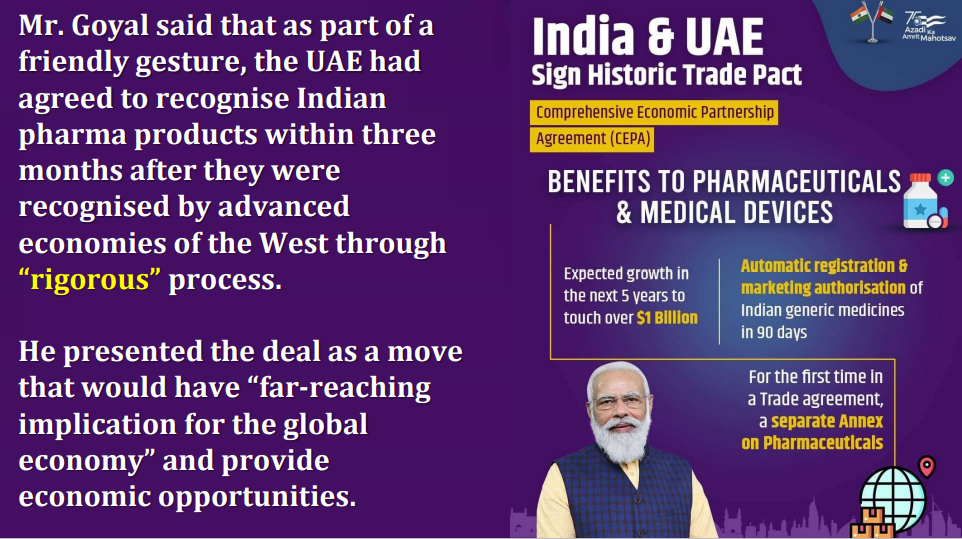 Mr. Goyal said that as part of a
friendly gesture, the UAE had
agreed to recognise Indian
pharma products within three
months after they were
recognised by advanced
economies of the West through
“rigorous” process.
He presented the deal as a move
that would have “far-reaching
implication for the global
economy” and provide
economic opportunities.
75
Azadi Ka
Amrit Mahotsav
India & UAE
Sign Historic Trade Pact
Comprehensive Economic Partnership
Agreement (CEPA)
BENEFITS TO PHARMACEUTICALS
& MEDICAL DEVICES
Expected growth in
the next 5 years to
touch over $1 Billion
Automatic registration &
marketing authorisation of
Indian generic medicines
in 90 days
For the first time in
a Trade agreement,
a separate Annex
on Pharmaceuticals